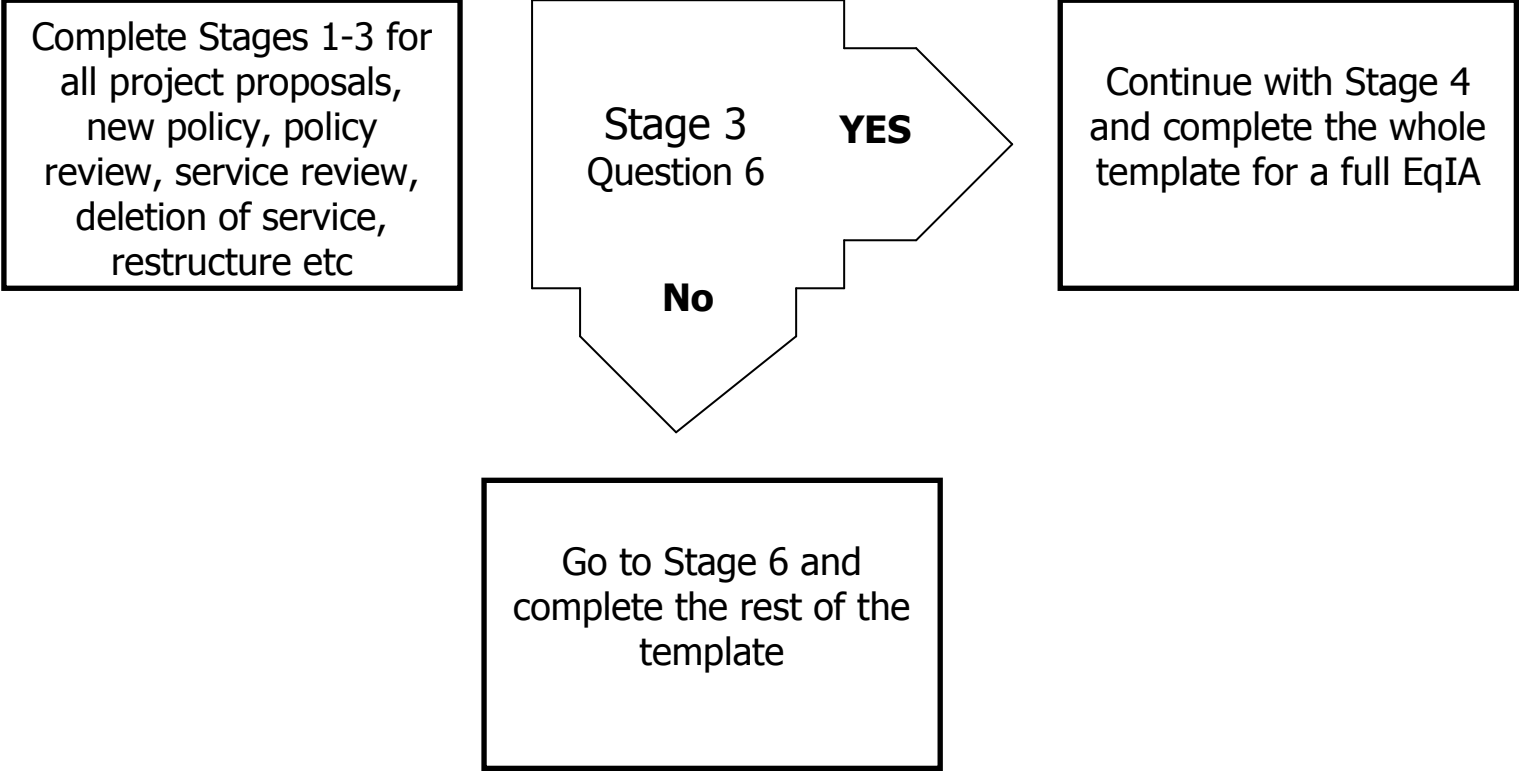 Complete Stages 1-3 for
all project proposals,
new policy, policy
review, service review,
deletion of service,
restructure etc
Stage 3
Question 6
YES
No
Continue with Stage 4
and complete the whole
template for a full EqIA
Go to Stage 6 and
complete the rest of the
template